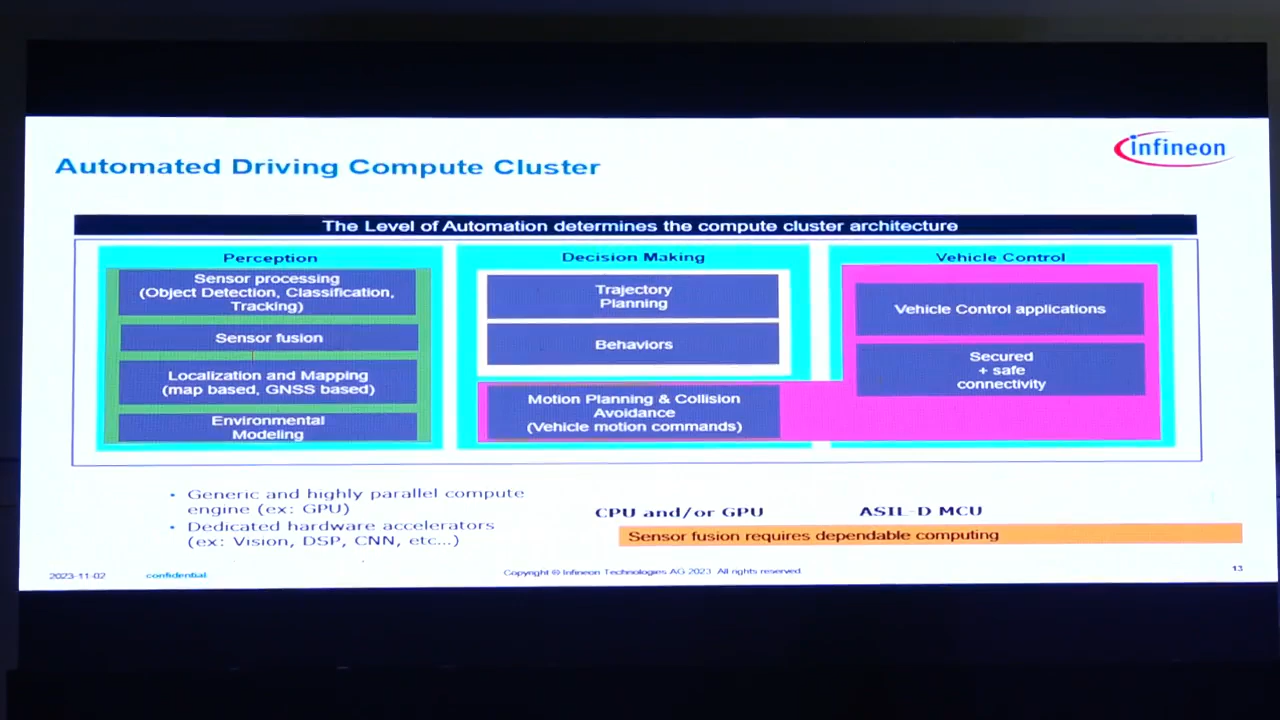 infineon
Automated Driving Compute Cluster
The Level of Automation determines the compute cluster architecture
Perception
Sensor processing
(Object Detection, Classification,
Tracking)
Sensor fusion
Localization and Mapping
(map based, GNSS based)
Environmental
Modeling
Decision Making
Trajectory
Planning
Behaviors
Motion Planning & Collision
Avoidance
(Vehicle motion commands)
Vehicle Control
Vehicle Control applications
Secured
+ safe
connectivity
• Generic and highly parallel compute
engine (ex: GPU)
• Dedicated hardware accelerators
(ex: Vision, DSP, CNN, etc...)
CPU and/or GPU
ASIL-D MCU
Sensor fusion requires dependable computing
2023-11-02
confidential
Copyright © Infineon Technologies AG 2023. All rights reserved.
13